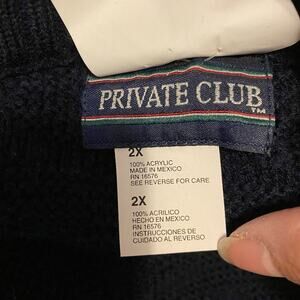 PRIVATE CLUB
TM
2X
100% ACRYLIC
MADE IN MEXICO
RN 16576
SEE REVERSE FOR CARE
2X
100% ACRILICO
HECHO EN MEXICO
RN 16576
INSTRUCCIONES DE
CUIDADO AL REVERSO